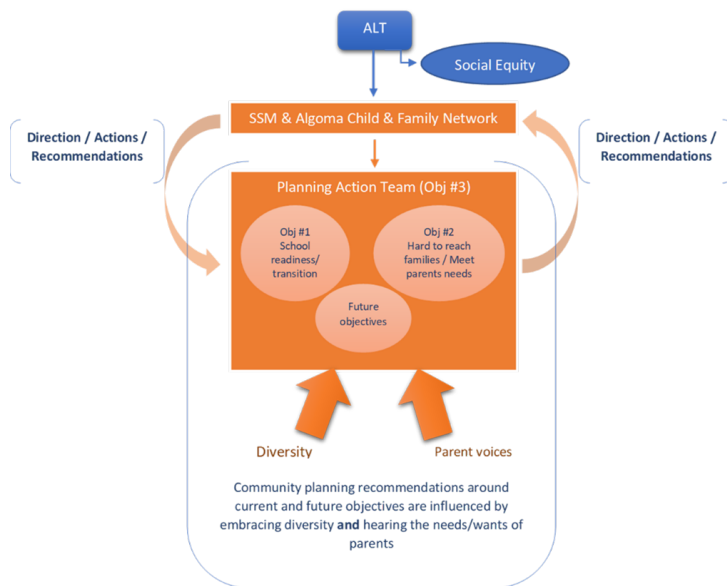 ALT
Social Equity
SSM & Algoma Child & Family Network
Direction / Actions /
Recommendations
Direction / Actions /
Recommendations
Planning Action Team (Obj #3)
Obj #1
School
readiness/
transition
Obj #2
Hard to reach
families / Meet
parents needs
Future
objectives
Diversity
Parent voices
Community planning recommendations around
current and future objectives are influenced by
embracing diversity and hearing the needs/wants of
parents